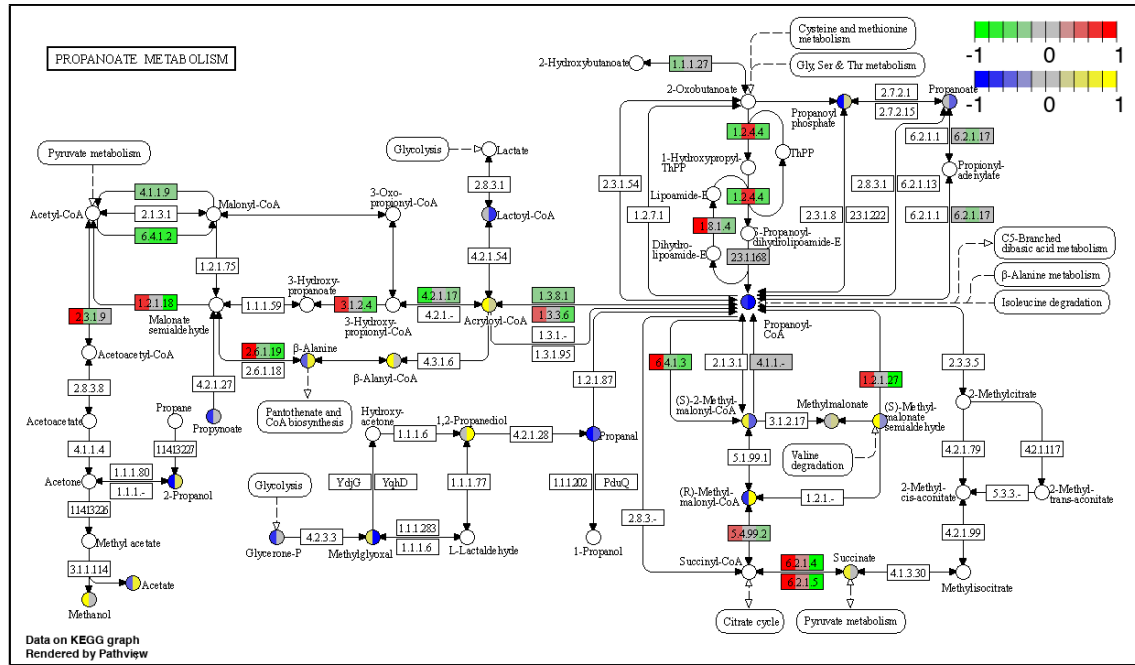 PROPANOATE METABOLISM
Cysteine and methionine
metabolism
Gly, Ser & Thr metabolism
-1 0 1
-1 0 1
2-Hydroxybutanoate
1.1.1.27
2-Oxobutanoate
Propanoyl
phosphate
2.7.2.1
2.7.2.15
Propanoate
Pyruvate metabolism
Glycolysis
Lactate
1.2.4.4
ThPP
6.2.1.1
6.2.1.17
1-Hydroxypropyl-
ThPP
Propionyl-
adenylate
4.1.1.9
Acetyl-CoA
2.1.3.1
Malonyl-CoA
6.4.1.2
3-Oxo-
propionyl-CoA
2.8.3.1
Lactoyl-CoA
2.3.1.54
1.2.7.1
Lipoamide-E
1.2.4.4
1.8.1.4
2.8.3.1
6.2.1.13
2.3.1.8
2.3.1.222
6.2.1.1
6.2.1.17
S-Propanoyl-
dihydrolipoamide-E
Dihydro-
lipoamide-E
2.3.1.168
4.2.1.54
1.2.1.75
C5-Branched
dibasic acid metabolism
β-Alanine metabolism
Isoleucine degradation
1.2.1.18
Malonate
semialdehyde
1.1.1.59
3-Hydroxy-
propanoate
3.1.2.4
3-Hydroxy-
propionyl-CoA
4.2.1.17
4.2.1.-
Acryloyl-CoA
1.3.8.1
1.3.3.6
1.3.1.-
1.3.1.95
Propanoyl-CoA
2.3.1.9
Acetoacetyl-CoA
2.6.1.19
2.6.1.18
β-Alanine
β-Alanyl-CoA
4.3.1.6
1.2.1.87
6.4.1.3
2.1.3.1
4.1.1.-
1.2.1.27
2.3.3.5
2.8.3.8
4.2.1.27
Propynoate
Pantothenate and
CoA biosynthesis
(S)-2-Methyl-
malonyl-CoA
3.1.2.17
Methylmalonate
(S)-Methyl-
malonate
semialdehyde
2-Methylcitrate
Acetoacetate
Propane
Hydroxy-
acetone
1.1.1.6
1,2-Propanediol
4.2.1.28
Propanal
5.1.99.1
Valine
degradation
4.2.1.79
4.2.1.117
4.1.1.4
1.14.13.227
Acetone
1.1.1.80
1.1.1.-
2-Propanol
Glycolysis
YdjG
YqhD
1.1.1.77
1.1.1.202
PduQ
(R)-Methyl-
malonyl-CoA
1.2.1.-
2-Methyl-
cis-aconitate
5.3.3.-
2-Methyl-
trans-aconitate
1.14.13.226
Glycerone-P
4.2.3.3
Methylglyoxal
1.1.1.283
1.1.1.6
L-Lactaldehyde
1-Propanol
2.8.3.-
5.4.99.2
4.2.1.99
Methyl acetate
3.1.1.114
Acetate
Methanol
Succinyl-CoA
6.2.1.4
6.2.1.5
Succinate
4.1.3.30
Methylisocitrate
Citrate cycle
Pyruvate metabolism
Data on KEGG graph
Rendered by Pathview